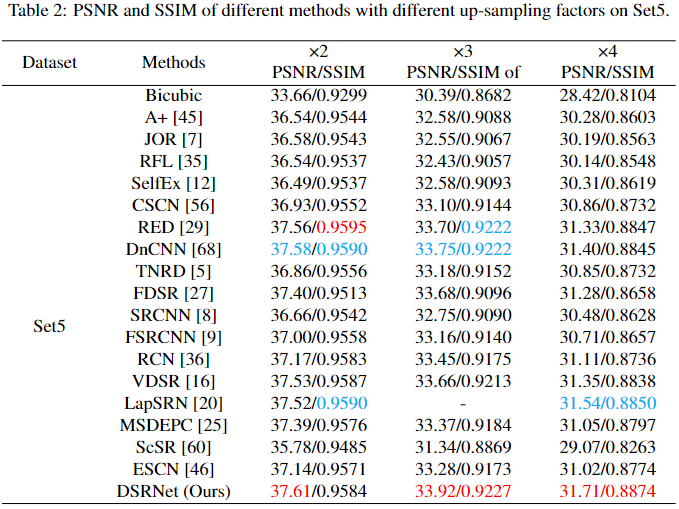 Table 2: PSNR and SSIM of different methods with different up-sampling factors on Set5.
Dataset Methods ×2 PSNR/SSIM ×3 PSNR/SSIM of ×4 PSNR/SSIM
Bicubic 33.66/0.9299 30.39/0.8682 28.42/0.8104
A+ [45] 36.54/0.9544 32.58/0.9088 30.28/0.8603
JOR [7] 36.58/0.9543 32.55/0.9067 30.19/0.8563
RFL [35] 36.54/0.9537 32.43/0.9057 30.14/0.8548
SelfEx [12] 36.49/0.9537 32.58/0.9093 30.31/0.8619
CSCN [56] 36.93/0.9552 33.10/0.9144 30.86/0.8732
RED [29] 37.56/0.9595 33.70/0.9222 31.33/0.8847
DnCNN [68] 37.58/0.9590 33.75/0.9222 31.40/0.8845
TNRD [5] 36.86/0.9556 33.18/0.9152 30.85/0.8732
FDSR [27] 37.40/0.9513 33.68/0.9096 31.28/0.8658
Set5 SRCNN [8] 36.66/0.9542 32.75/0.9090 30.48/0.8628
FSRCNN [9] 37.00/0.9558 33.16/0.9140 30.71/0.8657
RCN [36] 37.17/0.9583 33.45/0.9175 31.11/0.8736
VDSR [16] 37.53/0.9587 33.66/0.9213 31.35/0.8838
LapSRN [20] 37.52/0.9590 - 31.54/0.8850
MSDEPC [25] 37.39/0.9576 33.37/0.9184 31.05/0.8797
ScSR [60] 35.78/0.9485 31.34/0.8869 29.07/0.8263
ESCN [46] 37.14/0.9571 33.28/0.9173 31.02/0.8774
DSRNet (Ours) 37.61/0.9584 33.92/0.9227 31.71/0.8874